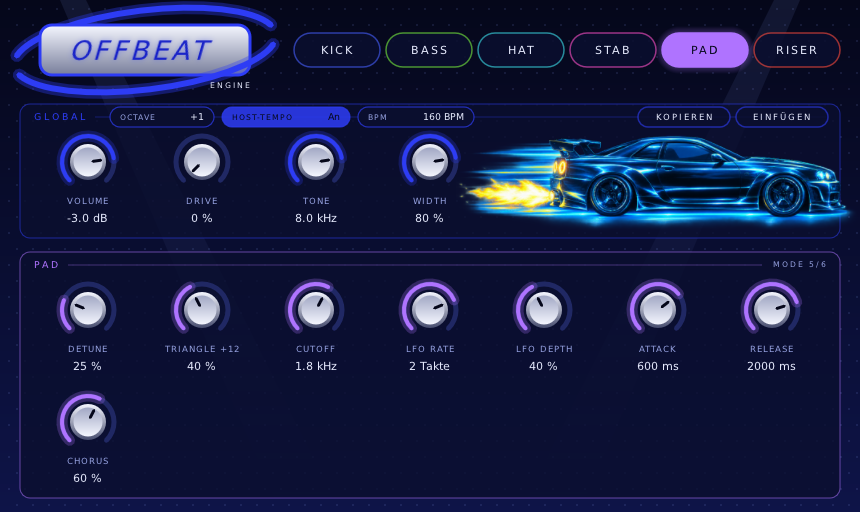 OFFBEAT
ENGINE
KICK BASS HAT STAB PAD RISER
GLOBAL OCTAVE +1 HOST-TEMPO An BPM 160 BPM KOPIEREN EINFÜGEN
VOLUME DRIVE TONE WIDTH
-3.0 dB 0 % 8.0 kHz 80 %
PAD MODE 5/6
DETUNE TRIANGLE +12 CUTOFF LFO RATE LFO DEPTH ATTACK RELEASE
25 % 40 % 1.8 kHz 2 Takte 40 % 600 ms 2000 ms
CHORUS
60 %